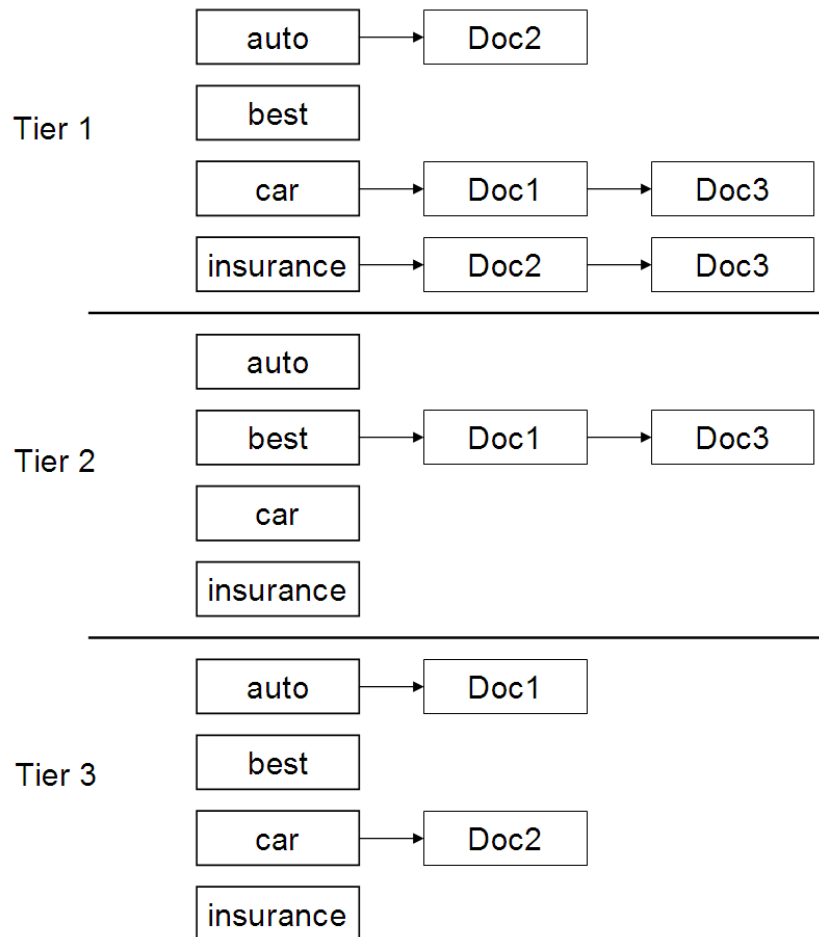 auto Doc2
Tier 1
best
car Doc1 Doc3
insurance Doc2 Doc3
auto
Tier 2
best Doc1 Doc3
car
insurance
auto Doc1
Tier 3
best
car Doc2
insurance